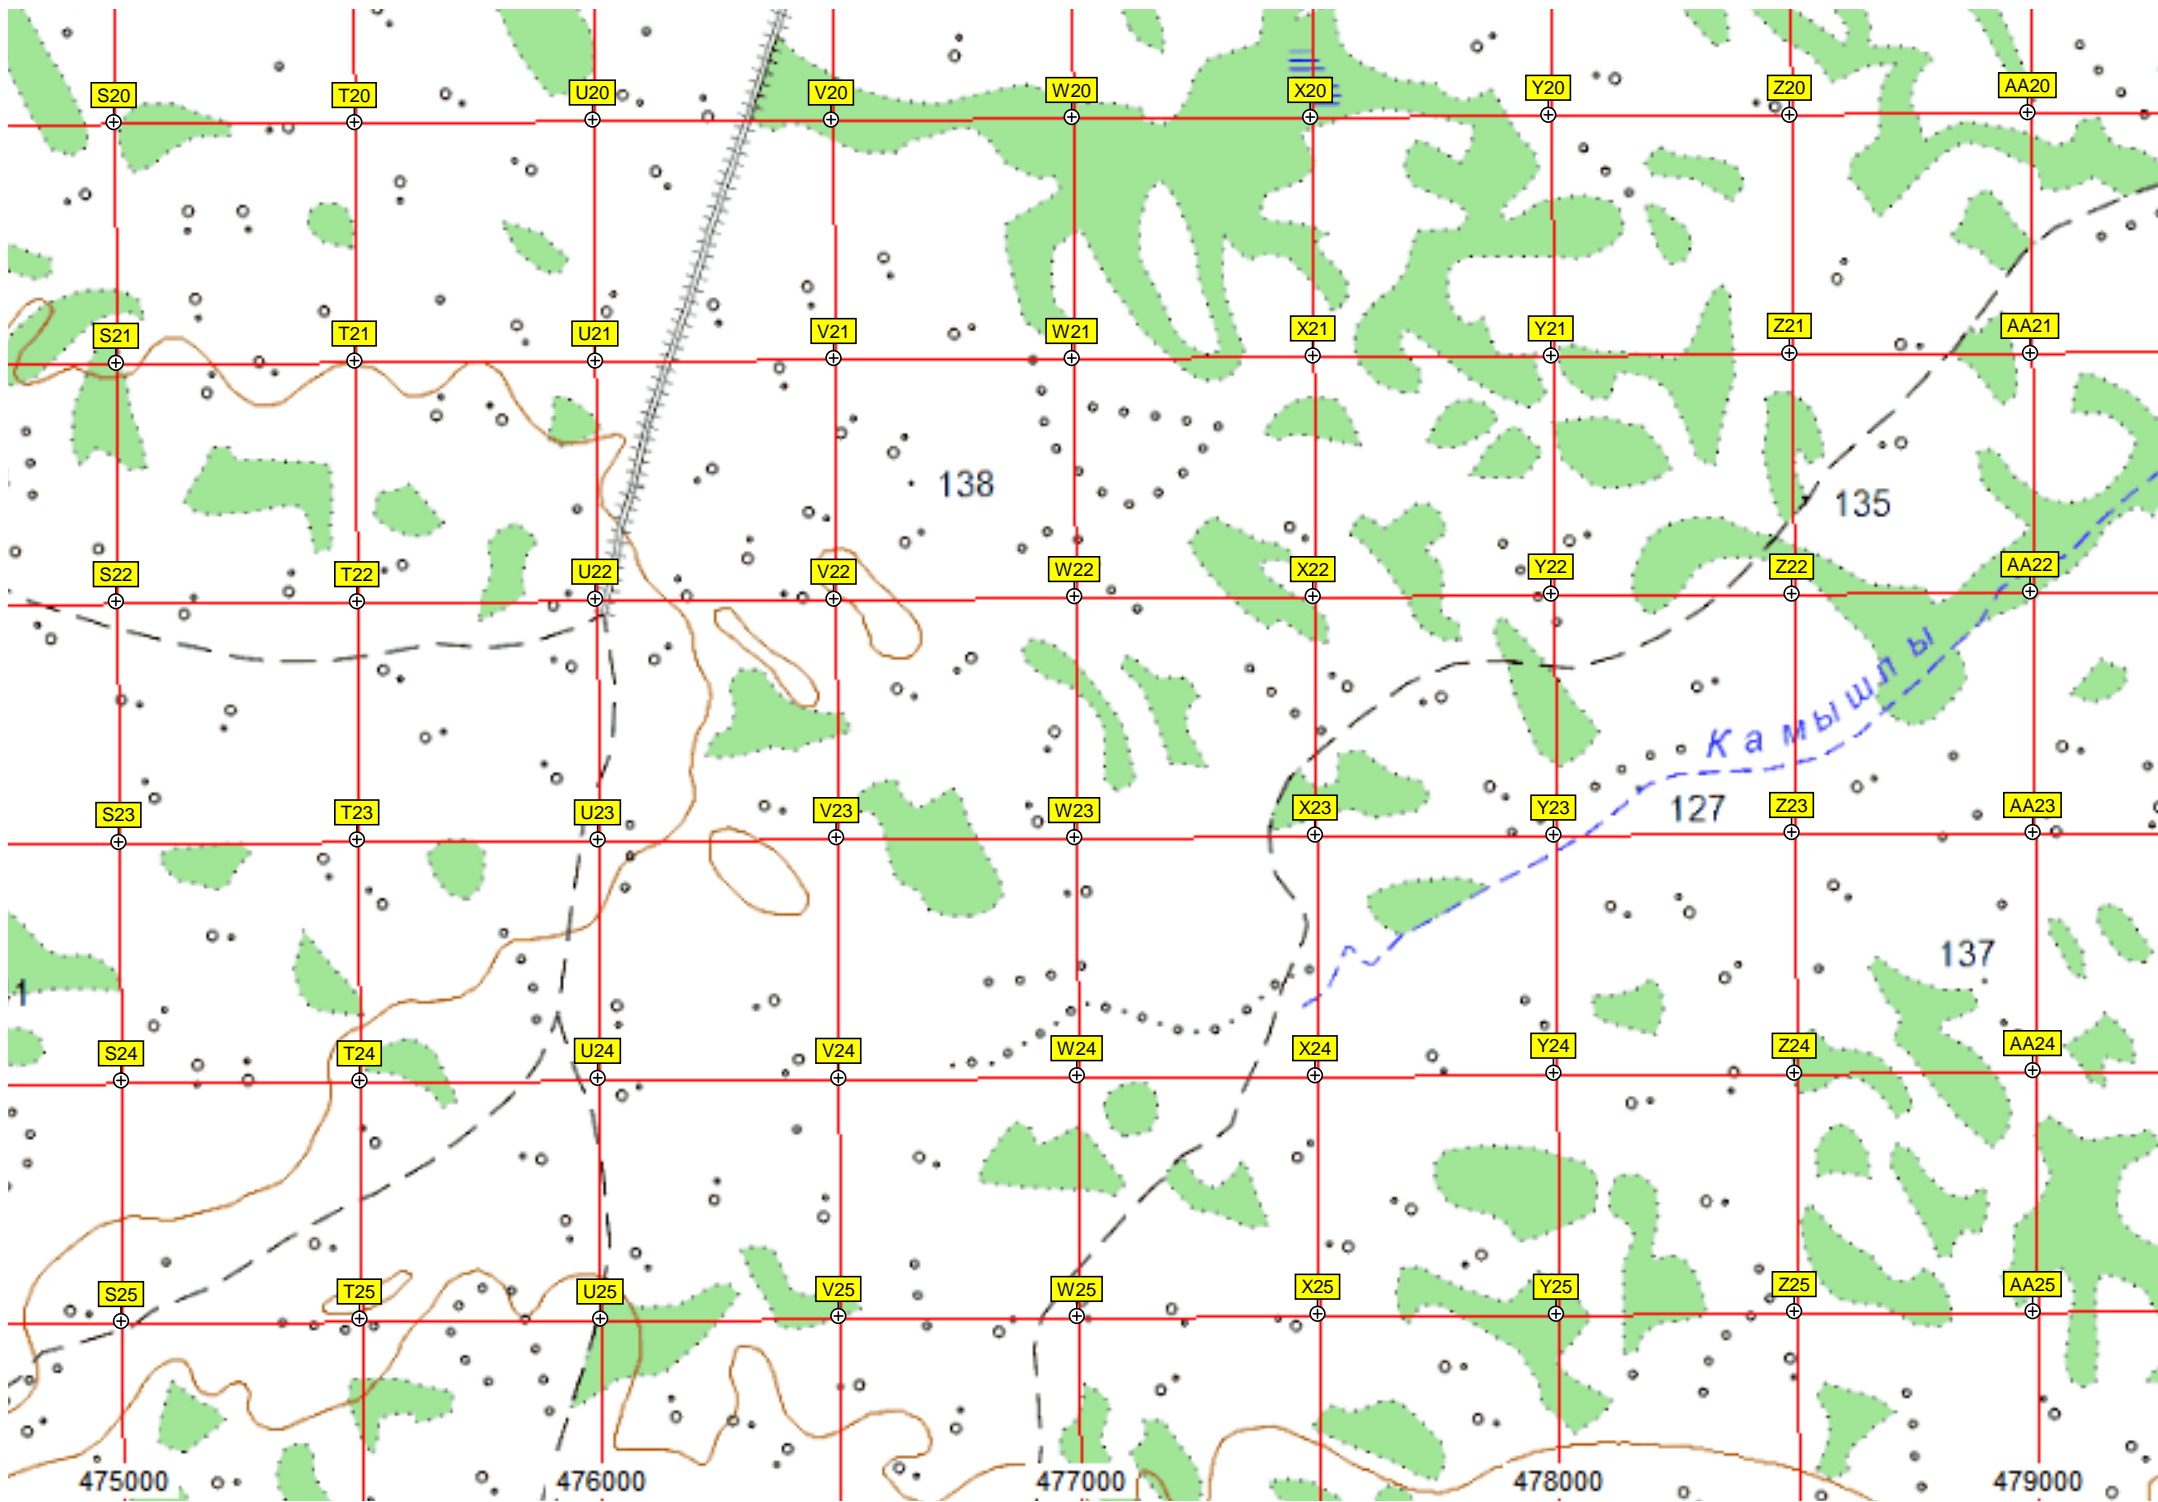 S20 T20 U20 V20 W20 X20 Y20 Z20 AA20
S21 T21 U21 V21 W21 X21 Y21 Z21 AA21
138
135
S22 T22 U22 V22 W22 X22 Y22 Z22 AA22
Камышлы
127
S23 T23 U23 V23 W23 X23 Y23 Z23 AA23
137
1
S24 T24 U24 V24 W24 X24 Y24 Z24 AA24
S25 T25 U25 V25 W25 X25 Y25 Z25 AA25
475000 476000 477000 478000 479000